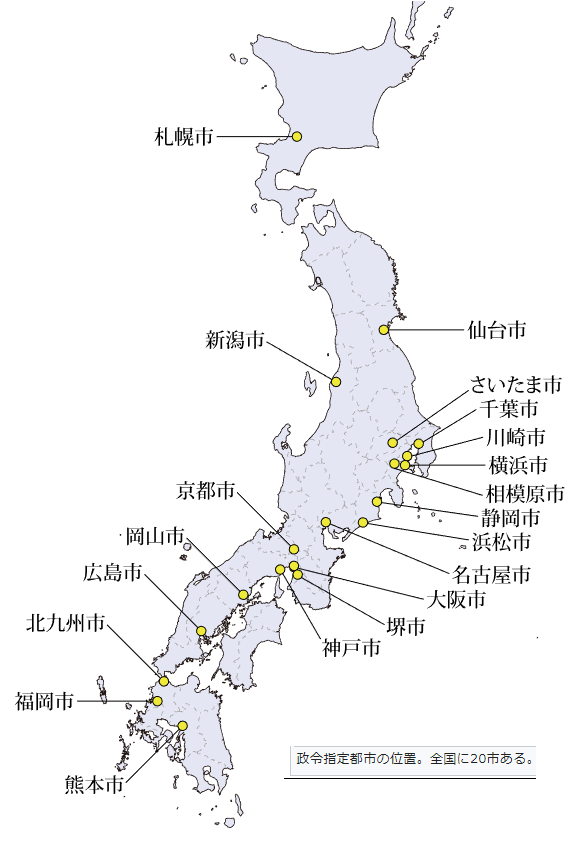 札幌市
仙台市
新潟市
さいたま市
千葉市
川崎市
横浜市
相模原市
静岡市
浜松市
名古屋市
大阪市
堺市
神戸市
京都市
岡山市
広島市
北九州市
福岡市
熊本市
政令指定都市の位置。全国に20市ある。